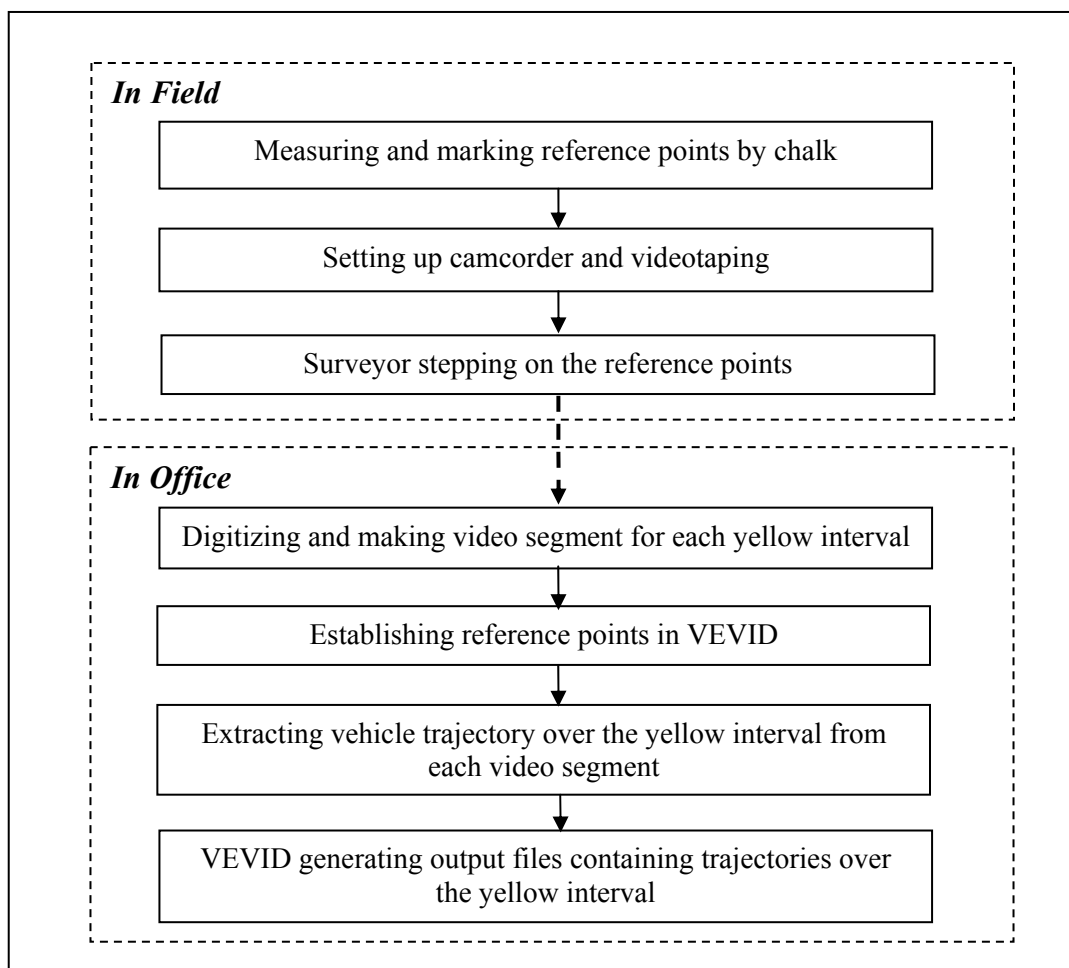 In Field
Measuring and marking reference points by chalk
Setting up camcorder and videotaping
Surveyor stepping on the reference points
In Office
Digitizing and making video segment for each yellow interval
Establishing reference points in VEVID
Extracting vehicle trajectory over the yellow interval from
each video segment
VEVID generating output files containing trajectories over
the yellow interval